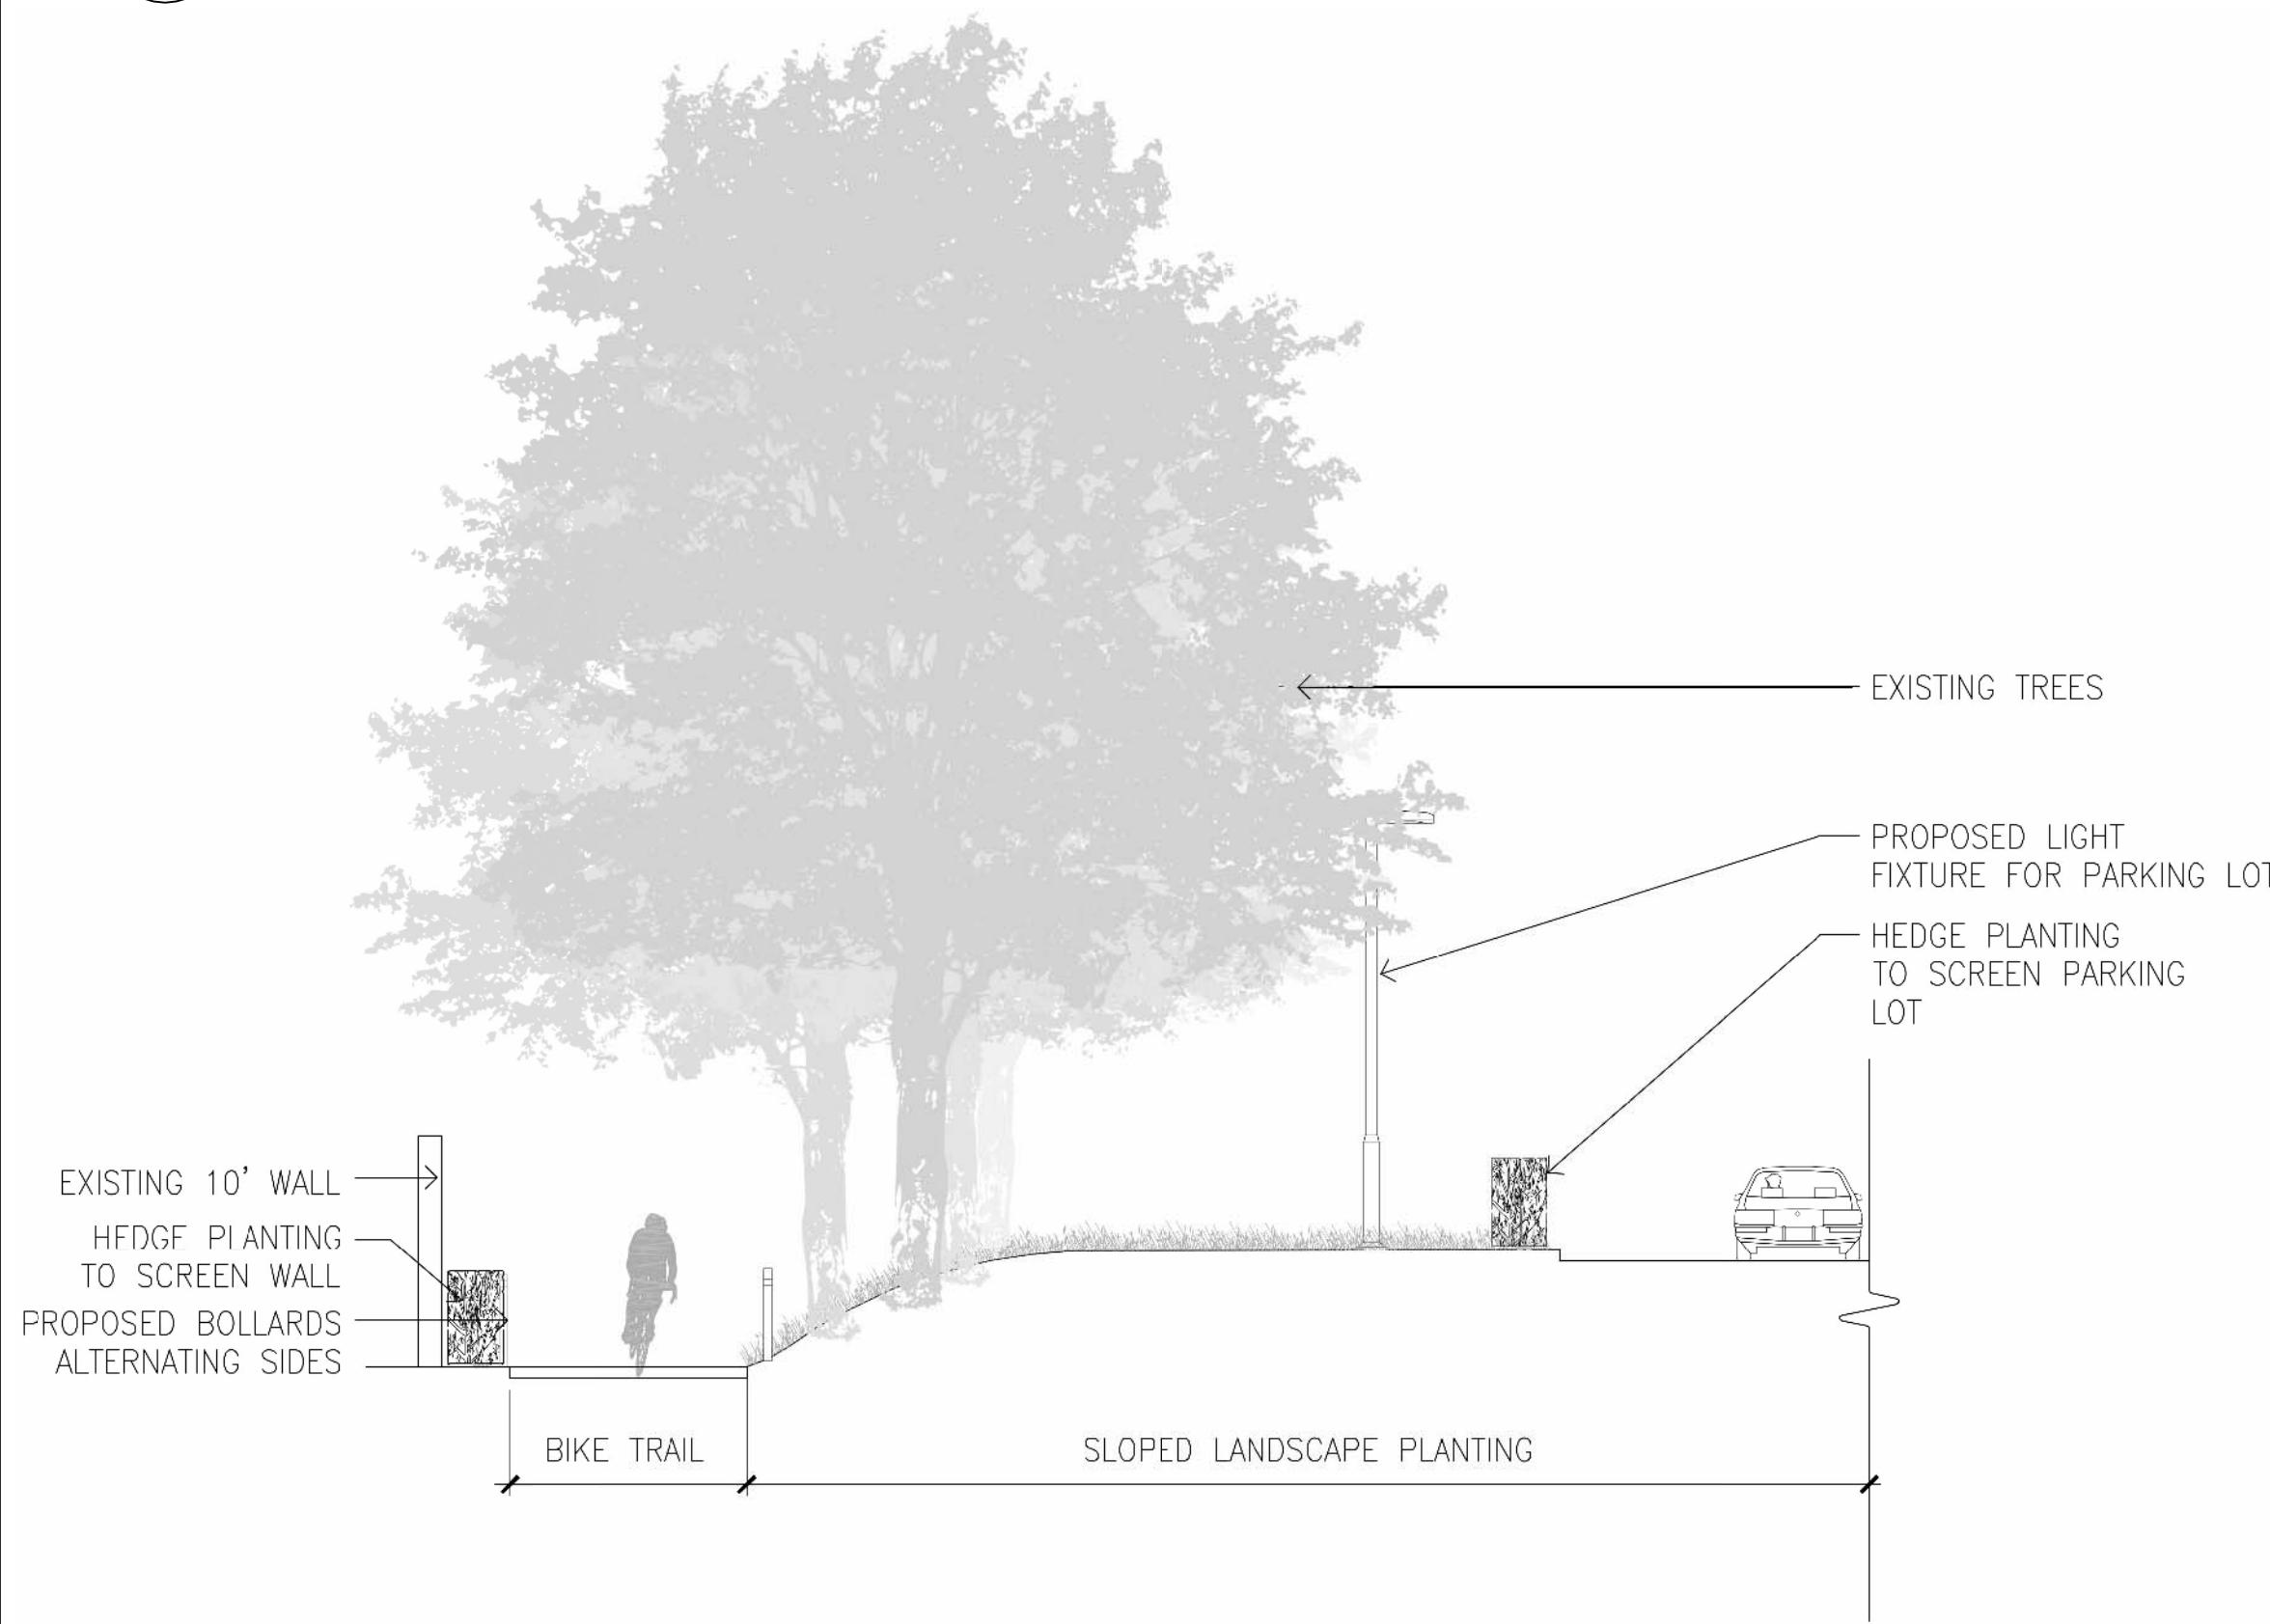 EXISTING TREES
PROPOSED LIGHT
FIXTURE FOR PARKING LOT
HEDGE PLANTING
TO SCREEN PARKING
LOT
EXISTING 10' WALL
HEDGE PLANTING
TO SCREEN WALL
PROPOSED BOLLARDS
ALTERNATING SIDES
BIKE TRAIL
SLOPED LANDSCAPE PLANTING